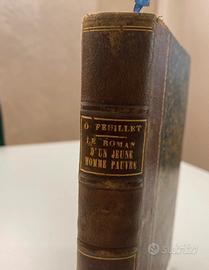 O FEUILLET
LE ROMAN
D'UN JEUNE
HOMME PAUVRE
Subito